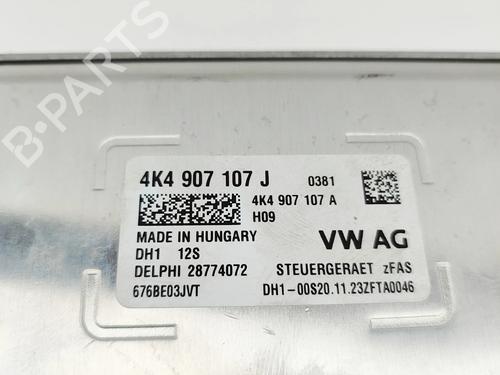 B-PARTS
4K4 907 107 J 0381
4K4 907 107 A
H09
MADE IN HUNGARY
DH1 12S
VW AG
DELPHI 28774072 STEUERGERAET zFAS
676BE03JVT DH1-00S20.11.23ZFTA0046